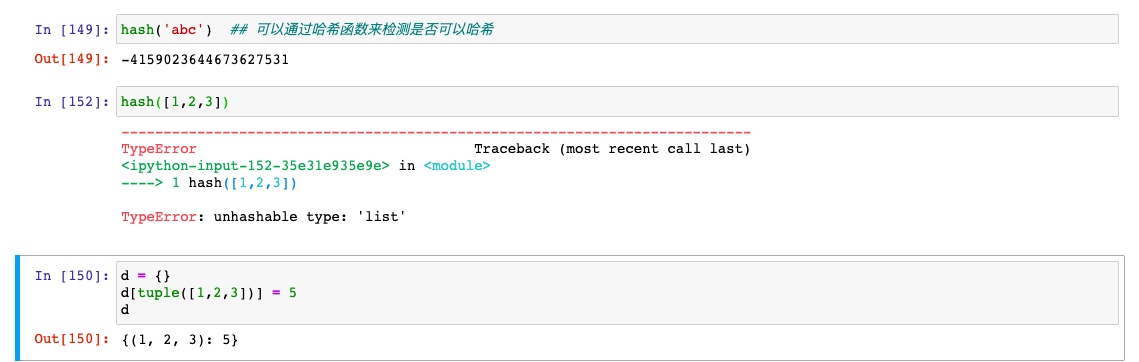 In [149]: hash('abc')  ## 可以通过哈希函数来检测是否可以哈希
Out[149]: -4159023644673627531
In [152]: hash([1,2,3])
---------------------------------------------------------------------------
TypeError                                 Traceback (most recent call last)
<ipython-input-152-35e31e935e9e> in <module>
----> 1 hash([1,2,3])
TypeError: unhashable type: 'list'
In [150]: d = {}
d[tuple([1,2,3])] = 5
d
Out[150]: {(1, 2, 3): 5}